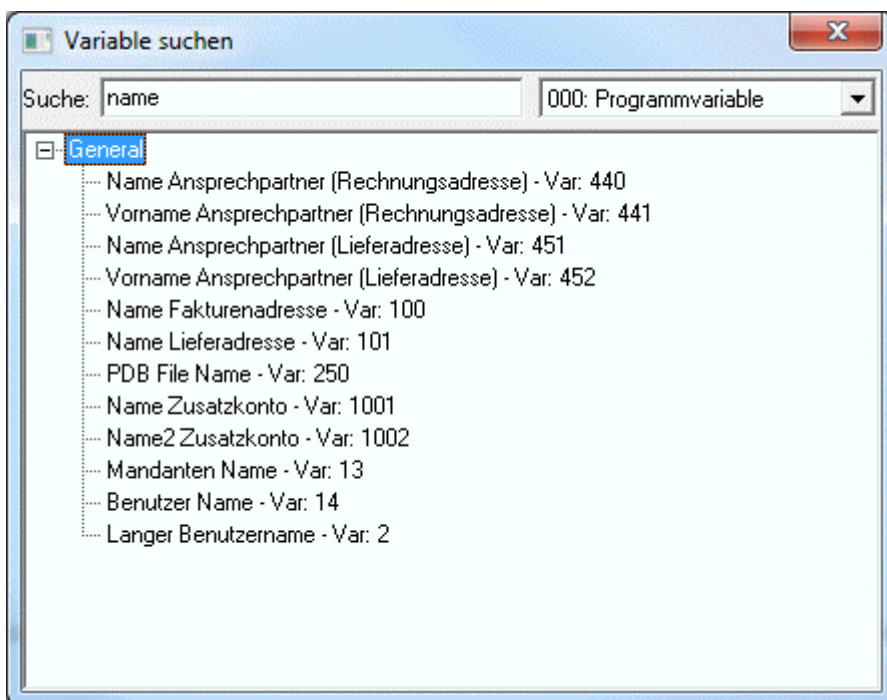 Variable suchen
Suche: name 000: Programmvariable
General
Name Ansprechpartner (Rechnungsadresse) - Var: 440
Vorname Ansprechpartner (Rechnungsadresse) - Var: 441
Name Ansprechpartner (Lieferadresse) - Var: 451
Vorname Ansprechpartner (Lieferadresse) - Var: 452
Name Fakturenadresse - Var: 100
Name Lieferadresse - Var: 101
PDB File Name - Var: 250
Name Zusatzkonto - Var: 1001
Name2 Zusatzkonto - Var: 1002
Mandanten Name - Var: 13
Benutzer Name - Var: 14
Langer Benutzername - Var: 2